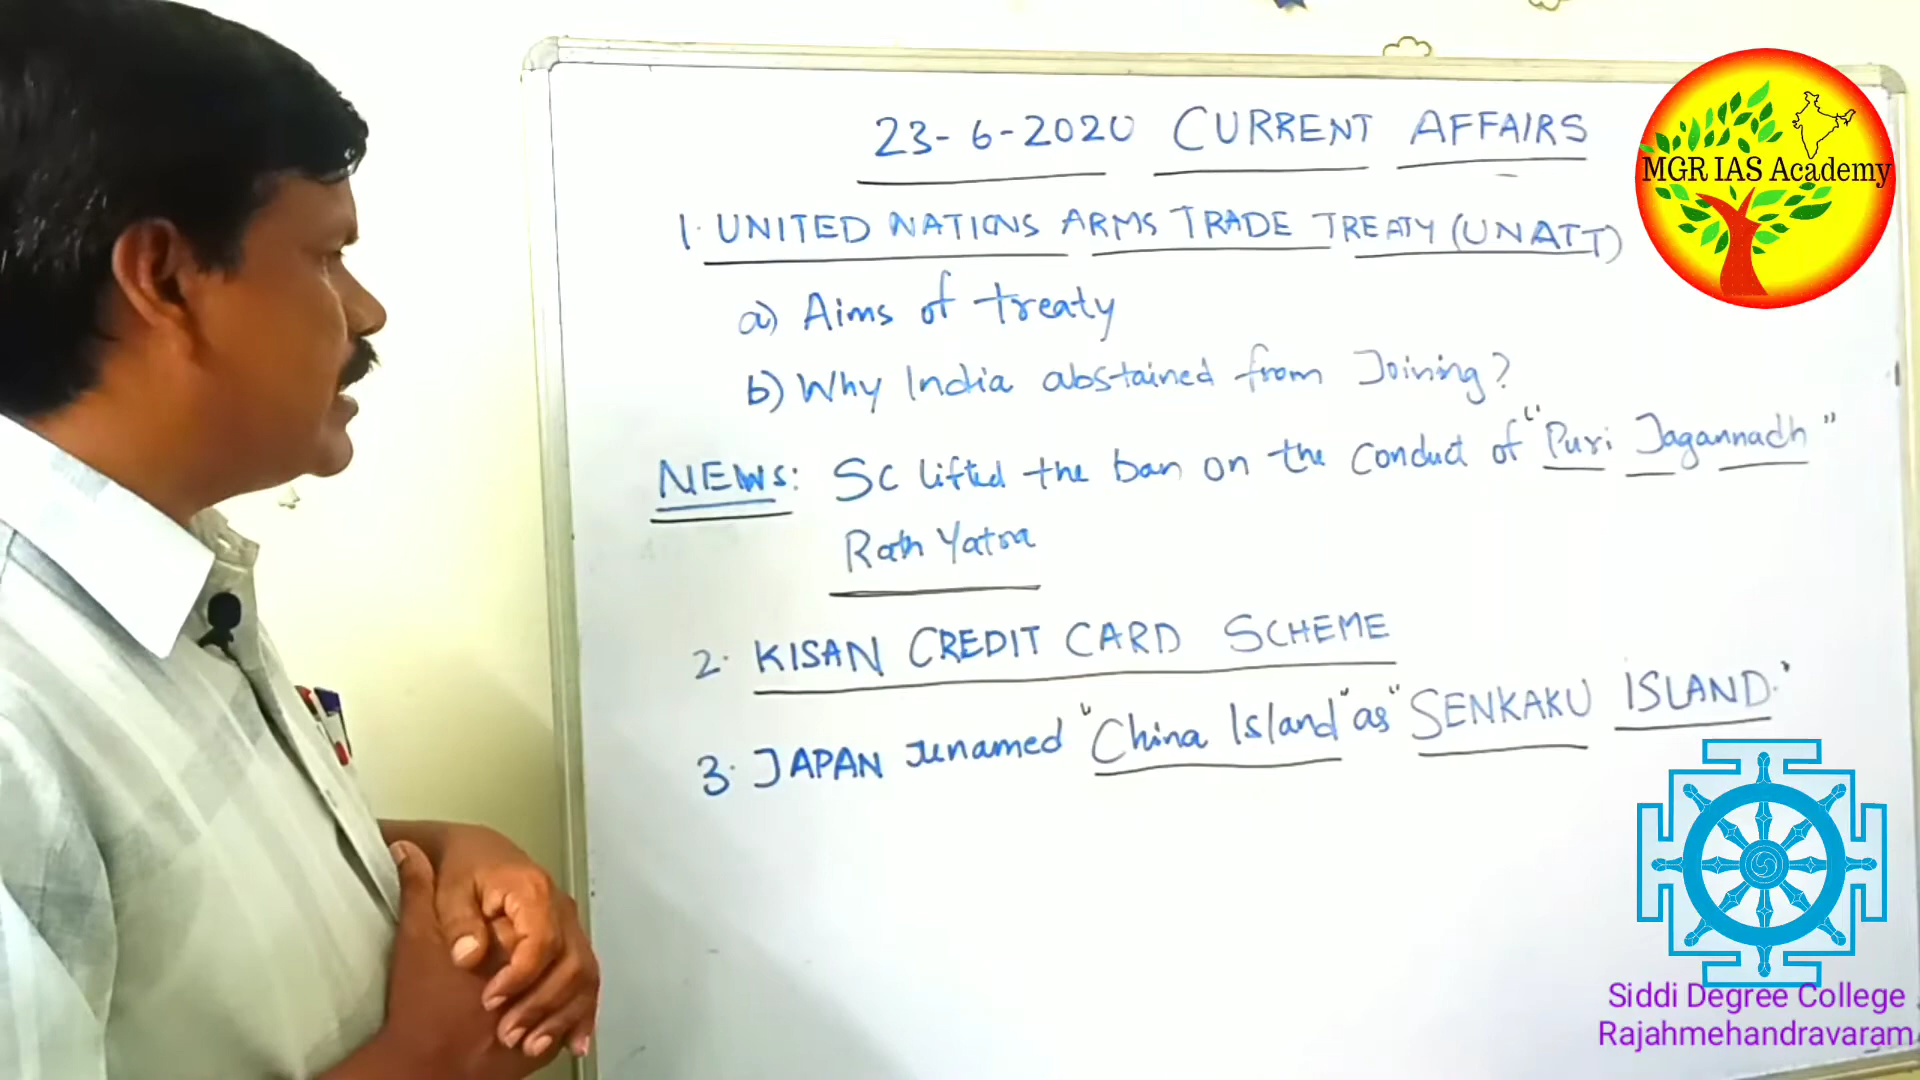 23-6-2020 CURRENT AFFAIRS
1. UNITED NATIONS ARMS TRADE TREATY (UNATT)
a) Aims of treaty
b) Why India abstained from Joining?
NEWS: SC lifted the ban on the conduct of "Puri Jagannadh"
Rath Yatra
2. KISAN CREDIT CARD SCHEME
3. JAPAN renamed "China Island" as "SENKAKU ISLAND."
MGR IAS Academy
Siddi Degree College
Rajahmehandravaram